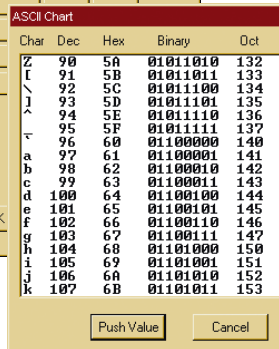 ASCII Chart
Char Dec Hex Binary Oct
Z 90 5A 01011010 132
[ 91 5B 01011011 133
\ 92 5C 01011100 134
] 93 5D 01011101 135
^ 94 5E 01011110 136
_ 95 5F 01011111 137
` 96 60 01100000 140
a 97 61 01100001 141
b 98 62 01100010 142
c 99 63 01100011 143
d 100 64 01100100 144
e 101 65 01100101 145
f 102 66 01100110 146
g 103 67 01100111 147
h 104 68 01101000 150
i 105 69 01101001 151
j 106 6A 01101010 152
k 107 6B 01101011 153
Push Value Cancel